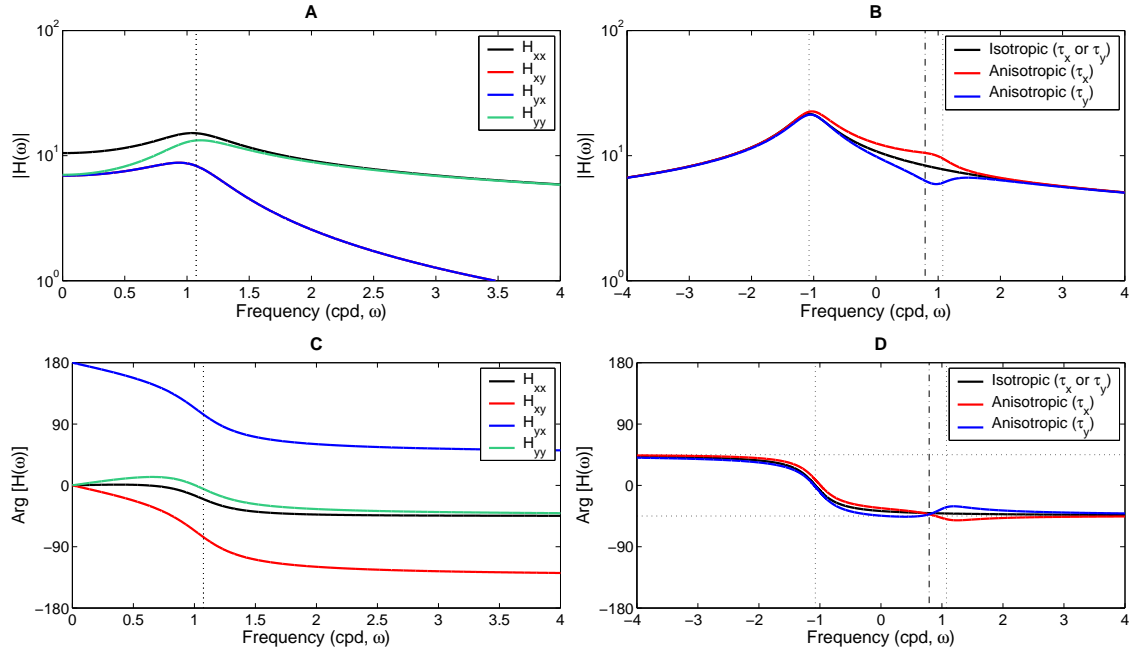 A
10^2
10^1
10^0
|H(ω)|
0 0.5 1 1.5 2 2.5 3 3.5 4
Frequency (cpd, ω)
H_xx
H_xy
H_yx
H_yy
B
10^2
10^1
10^0
|H(ω)|
−4 −3 −2 −1 0 1 2 3 4
Frequency (cpd, ω)
Isotropic (τ_x or τ_y)
Anisotropic (τ_x)
Anisotropic (τ_y)
C
180
90
0
−90
−180
Arg [H(ω)]
0 0.5 1 1.5 2 2.5 3 3.5 4
Frequency (cpd, ω)
H_xx
H_xy
H_yx
H_yy
D
180
90
0
−90
−180
Arg [H(ω)]
−4 −3 −2 −1 0 1 2 3 4
Frequency (cpd, ω)
Isotropic (τ_x or τ_y)
Anisotropic (τ_x)
Anisotropic (τ_y)